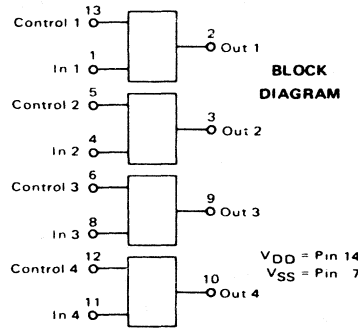 13
Control 1
2
Out 1
1
In 1
BLOCK
DIAGRAM
5
Control 2
3
Out 2
4
In 2
6
Control 3
9
Out 3
8
In 3
VDD = Pin 14
VSS = Pin 7
12
Control 4
10
Out 4
11
In 4